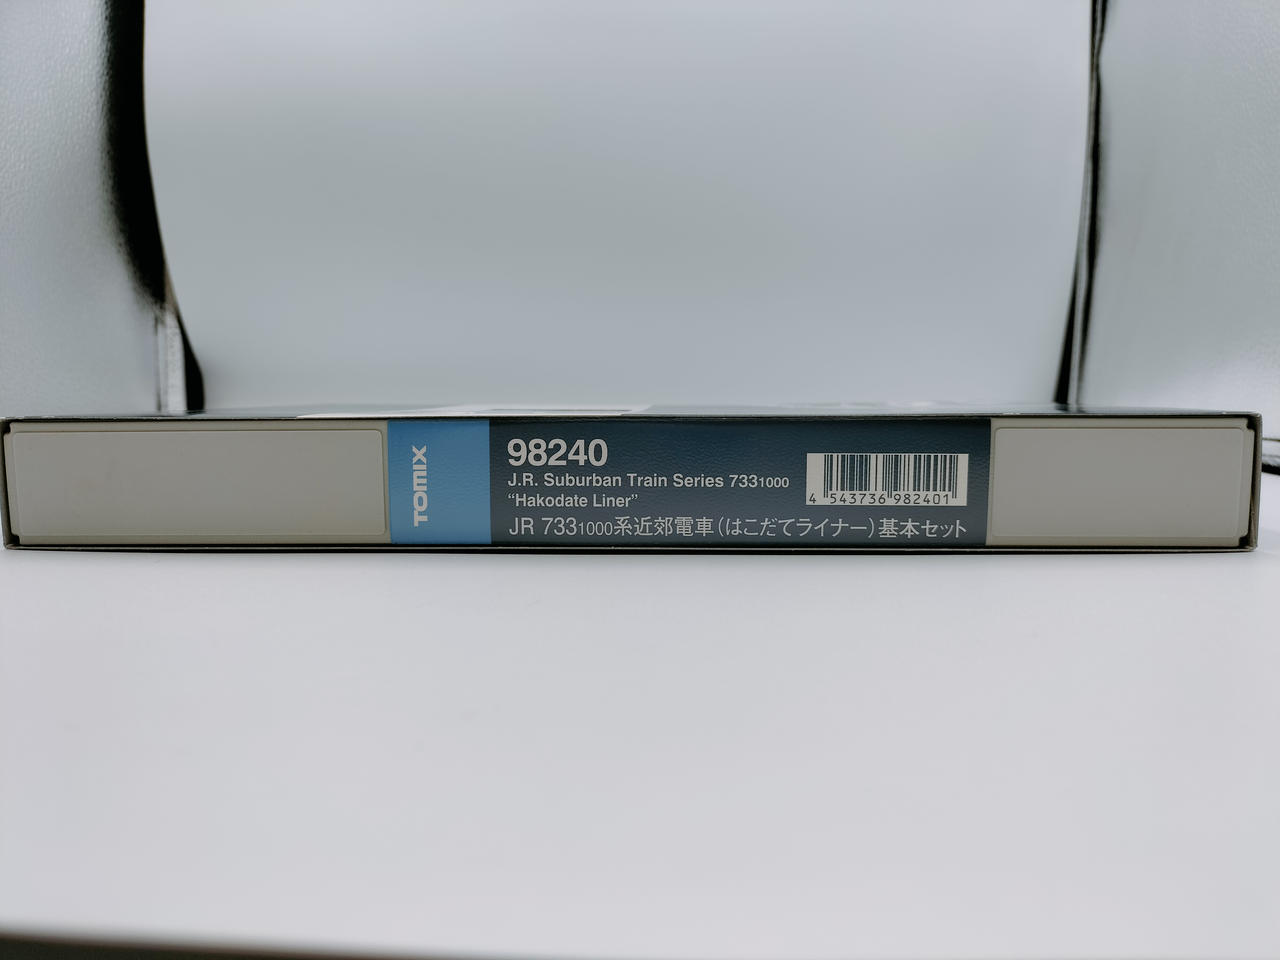 TOMIX
98240
J.R. Suburban Train Series 7331000
“Hakodate Liner”
JR 7331000系近郊電車(はこだてライナー)基本セット
4 543736 982401